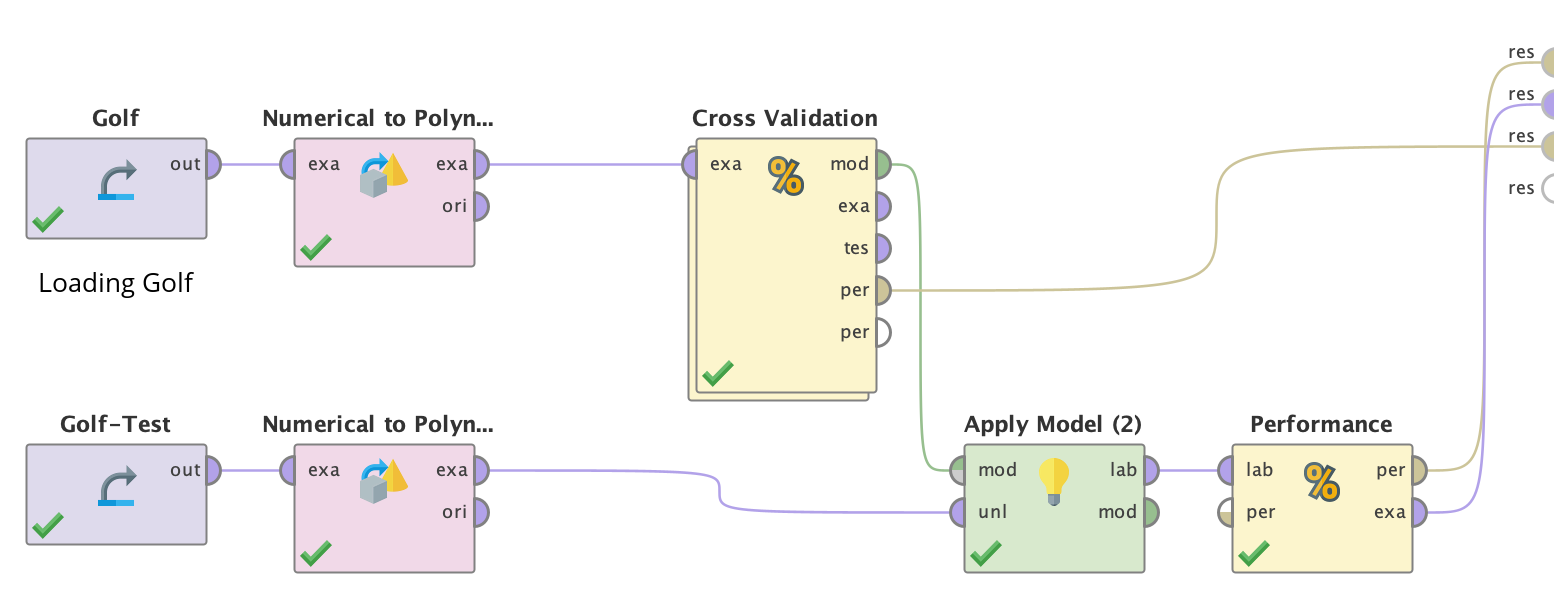 res
res
Golf
Numerical to Polyn...
Cross Validation
res
out
exa
exa
exa
mod
res
ori
exa
tes
Loading Golf
per
per
Golf-Test
Numerical to Polyn...
Apply Model (2)
Performance
out
exa
exa
mod
lab
lab
per
ori
unl
mod
per
exa